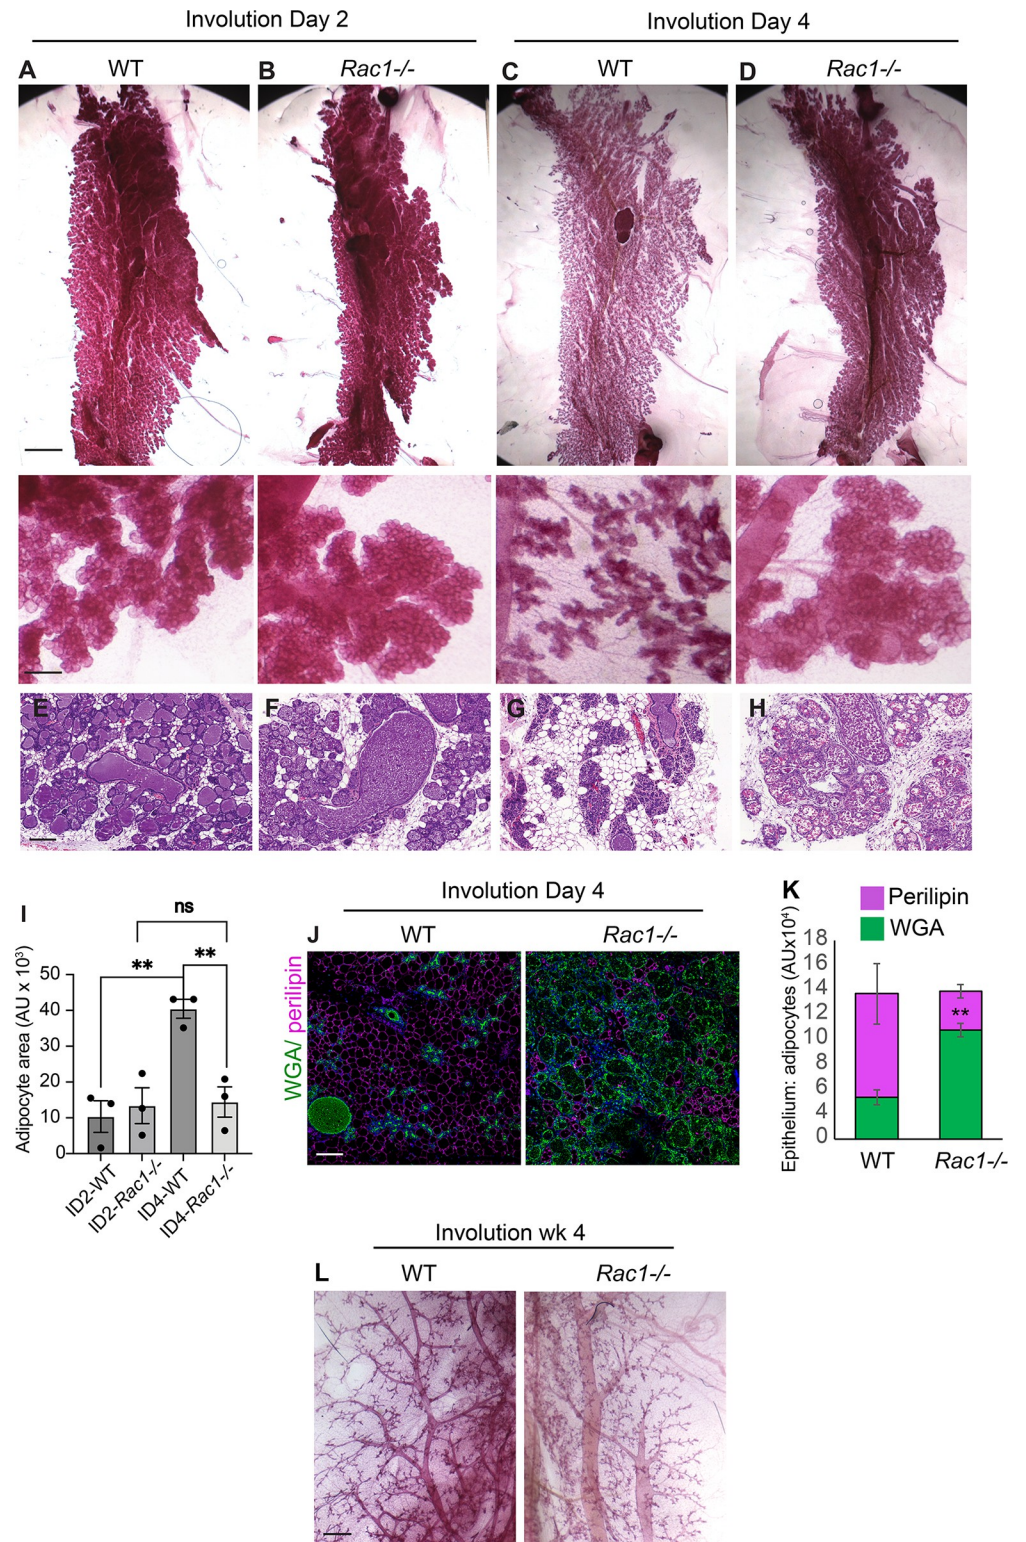 Involution Day 2
Involution Day 4
A WT B Rac1-/- C WT D Rac1-/-
E F G H
Involution Day 4
I
ns
** **
Adipocyte area (AU x 10³)
50
40
30
20
10
0
ID2-WT
ID2-Rac1-/-
ID4-WT
ID4-Rac1-/-
J WT Rac1-/-
WGA/ perilipin
K
Perilipin
WGA
Epithelium: adipocytes (AUx10⁴)
18
16
14
12
10
8
6
4
2
0
**
WT Rac1-/-
Involution wk 4
L WT Rac1-/-